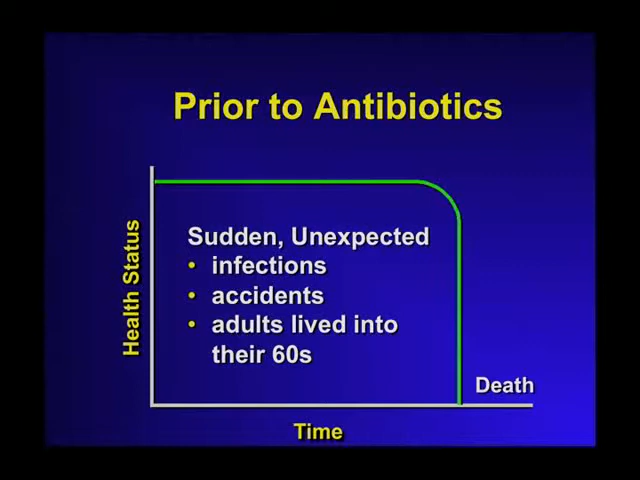 Prior to Antibiotics
Health Status
Sudden, Unexpected
• infections
• accidents
• adults lived into
their 60s
Death
Time